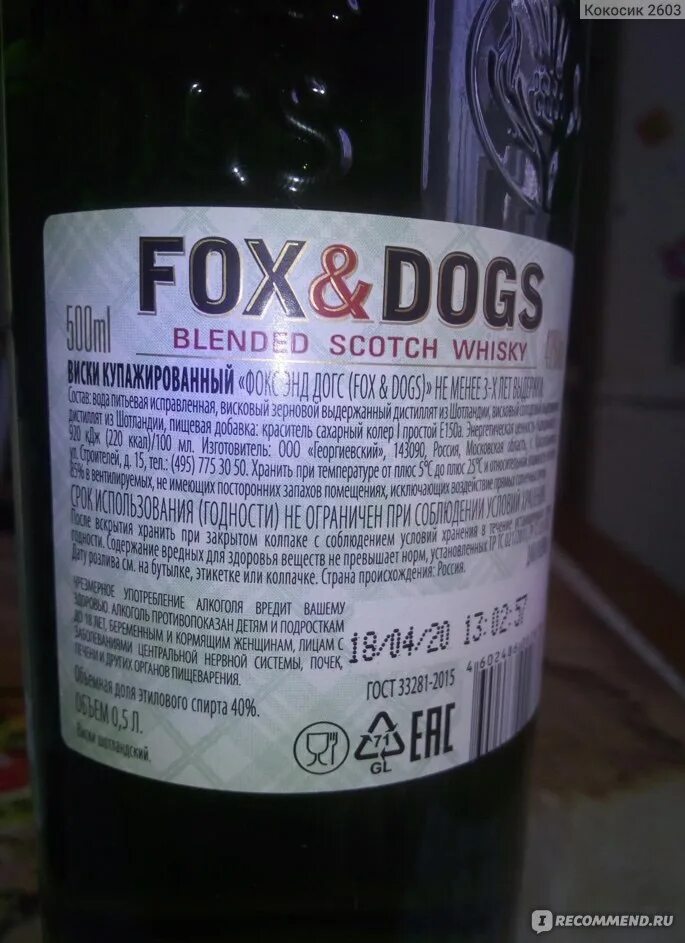 Кокосик 2603
FOX & DOGS
500ml
BLENDED SCOTCH WHISKY
ВИСКИ КУПАЖИРОВАННЫЙ «ФОКС ЭНД ДОГС (FOX & DOGS)» НЕ МЕНЕЕ 3-Х ЛЕТ ВЫДЕРЖКИ
Состав: вода питьевая исправленная, висковый зерновой выдержанный дистиллят из Шотландии, висковый солодовый
дистиллят из Шотландии, пищевая добавка: краситель сахарный колер I простой E150a. Энергетическая ценность
920 кДж (220 ккал)/100 мл. Изготовитель: ООО «Георгиевский», 143090, Россия, Московская область,
ул. Строителей, д. 15, тел.: (495) 775 30 50. Хранить при температуре от плюс 5°C до плюс 25°C и относительной
85% в вентилируемых, не имеющих посторонних запахов помещениях, исключающих воздействие прямых
СРОК ИСПОЛЬЗОВАНИЯ (ГОДНОСТИ) НЕ ОГРАНИЧЕН ПРИ СОБЛЮДЕНИИ УСЛОВИЙ ХРАНЕНИЯ
После вскрытия хранить при закрытом колпаке с соблюдением условий хранения в течение
годности. Содержание вредных для здоровья веществ не превышает норм, установленных ТР ТС
Дату розлива см. на бутылке, этикетке или колпачке. Страна происхождения: Россия.
ЧРЕЗМЕРНОЕ УПОТРЕБЛЕНИЕ АЛКОГОЛЯ ВРЕДИТ ВАШЕМУ
ЗДОРОВЬЮ. АЛКОГОЛЬ ПРОТИВОПОКАЗАН ДЕТЯМ И ПОДРОСТКАМ
ДО 18 ЛЕТ, БЕРЕМЕННЫМ И КОРМЯЩИМ ЖЕНЩИНАМ, ЛИЦАМ С
ЗАБОЛЕВАНИЯМИ ЦЕНТРАЛЬНОЙ НЕРВНОЙ СИСТЕМЫ, ПОЧЕК,
ПЕЧЕНИ И ДРУГИХ ОРГАНОВ ПИЩЕВАРЕНИЯ.
18/04/20 13:02:57
Объемная доля этилового спирта 40%.
ОБЪЕМ 0,5 Л.
Виски шотландский.
ГОСТ 33281-2015
71
GL
EAC
IRECOMMEND.RU